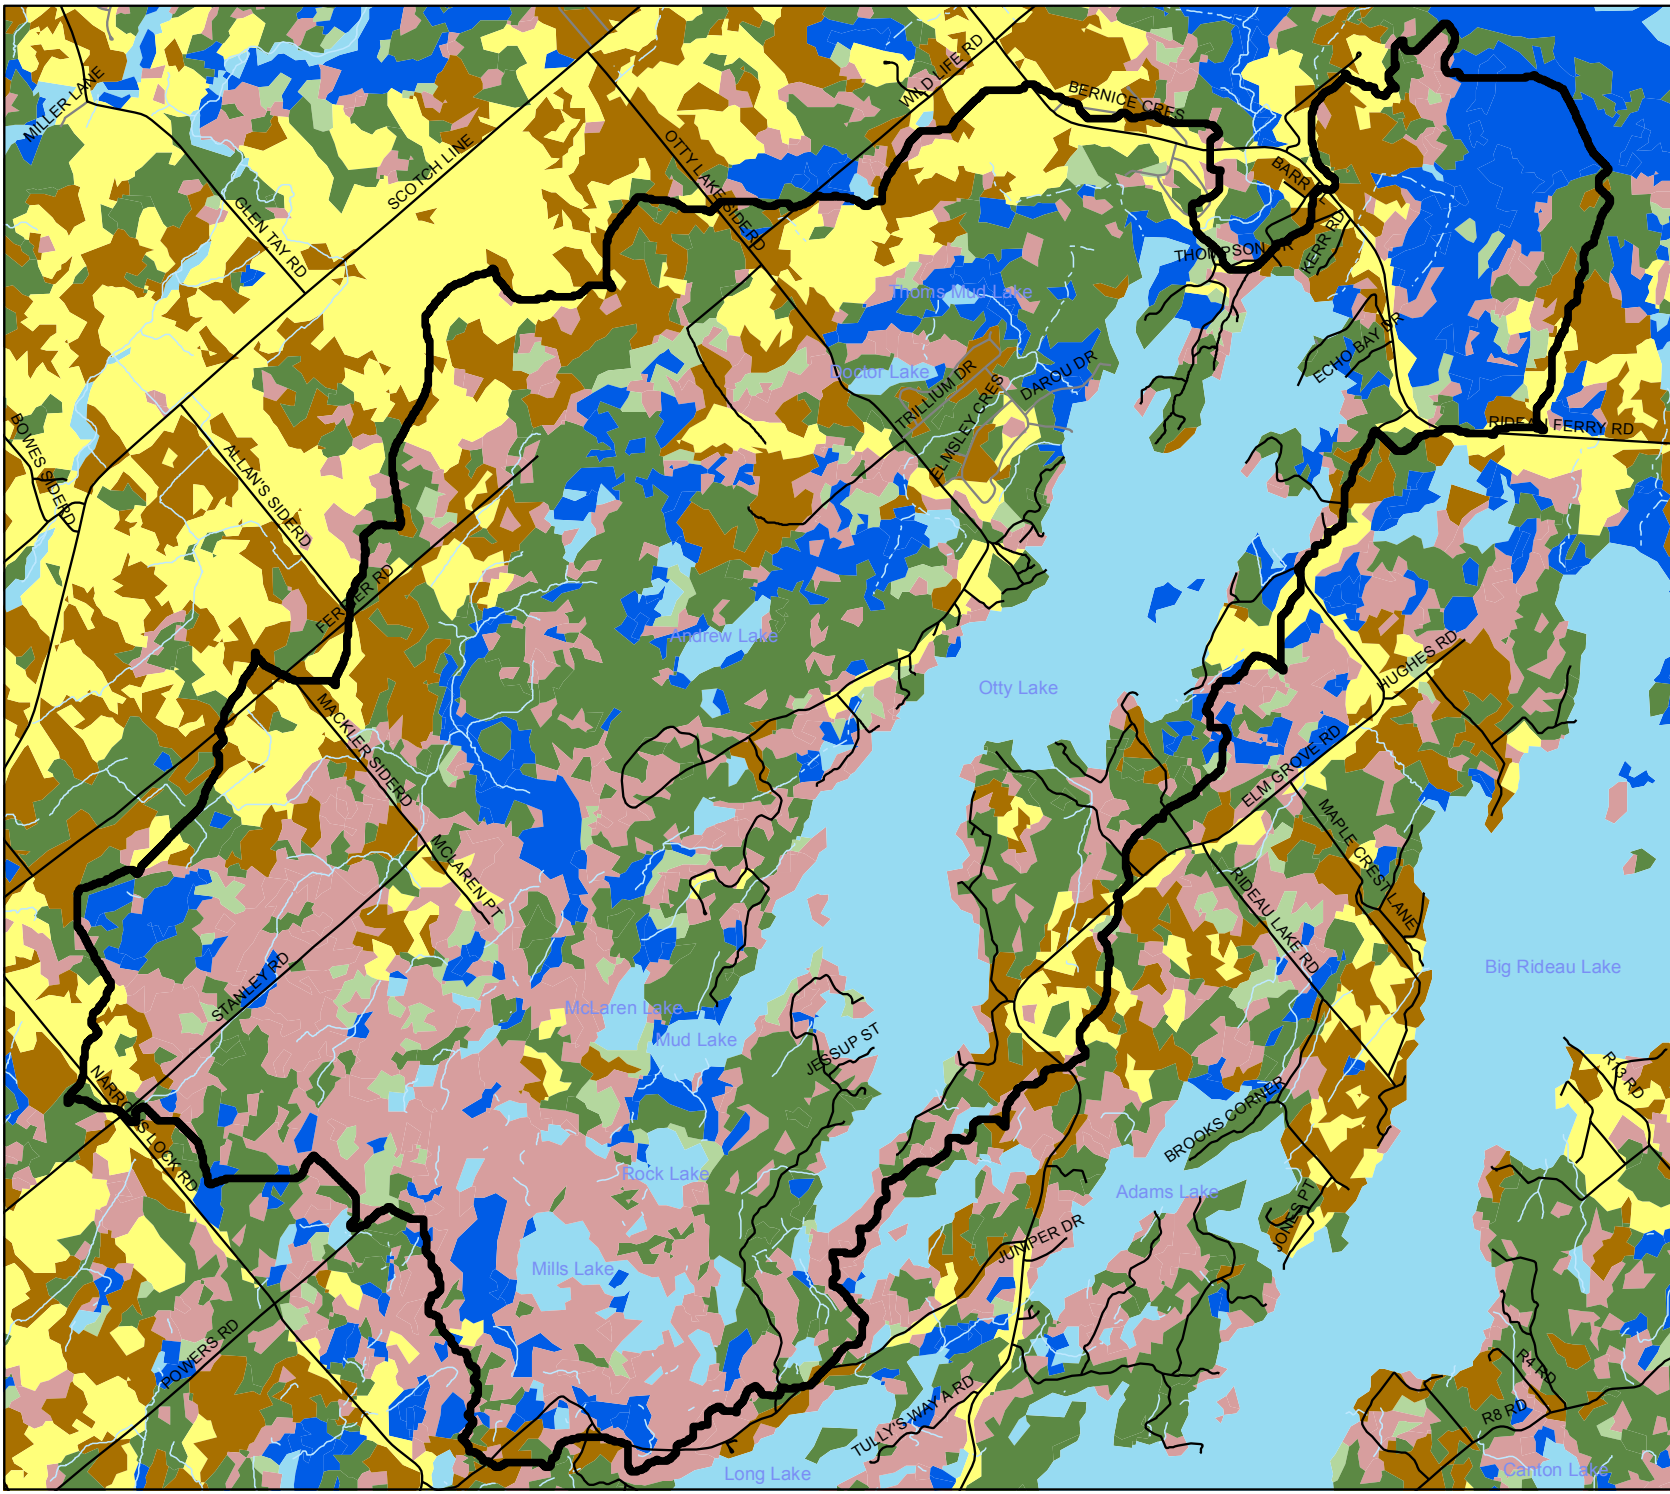 MILLER LANE
WILD LIFE RD
BERNICE CRES
SCOTCH LINE
OTTY LAKE SIDERD
BARR
GLEN TAY RD
THOMPSON DR
KERR RD
Thoms Mud Lake
ECHO BAY DR
Doctor Lake
DAROU DR
TRILLIUM DR
ELMSLEY CRES
RIDEAU FERRY RD
BOWES SIDERD
ALLAN'S SIDERD
FERRIER RD
Andrew Lake
HUGHES RD
Otty Lake
MACKLER SIDERD
ELM GROVE RD
MAPLE CREST LANE
MCLAREN PT
RIDEAU LAKE RD
STANLEY RD
Big Rideau Lake
McLaren Lake
Mud Lake
JESSUP ST
R13 RD
NARROWS LOCK RD
BROOKS CORNER
Rock Lake
Adams Lake
JONES PT
JUNIPER DR
Mills Lake
POWERS RD
R4 RD
TULLY'S WAY A RD
R8 RD
Long Lake
Canton Lake